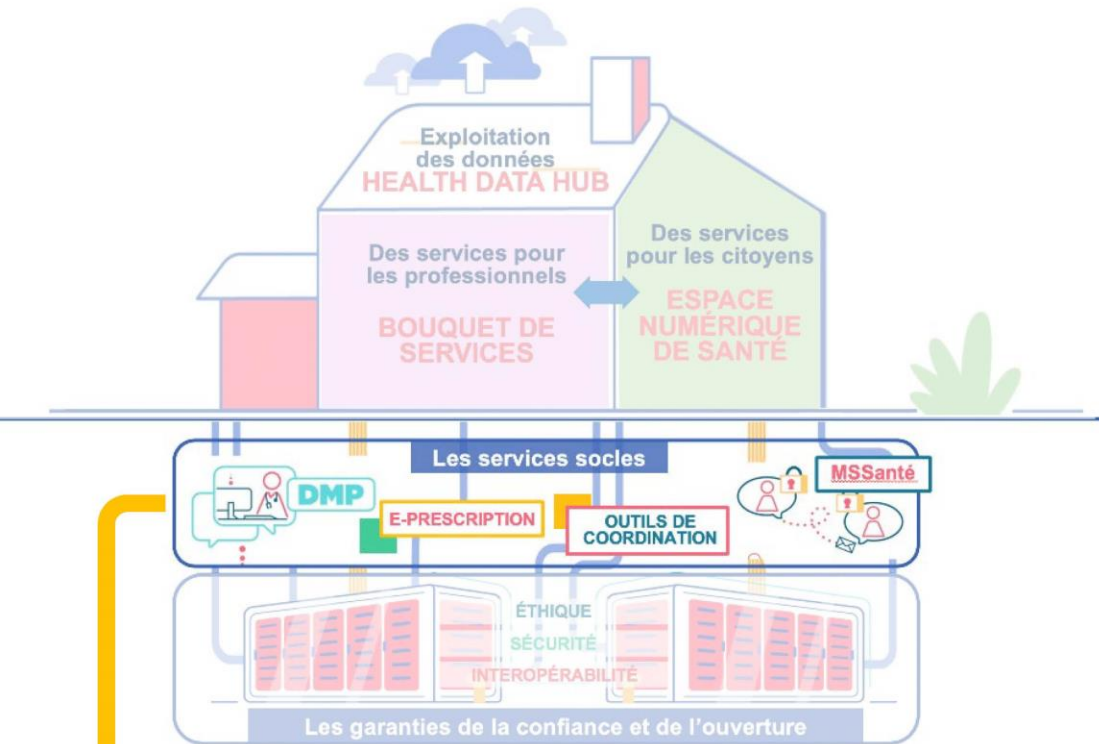 Exploitation
des données
HEALTH DATA HUB
Des services pour
les professionnels
BOUQUET DE
SERVICES
Des services
pour les citoyens
ESPACE
NUMÉRIQUE
DE SANTÉ
Les services socles
DMP
E-PRESCRIPTION
OUTILS DE
COORDINATION
MSSanté
ÉTHIQUE
SÉCURITÉ
INTEROPÉRABILITÉ
Les garanties de la confiance et de l'ouverture